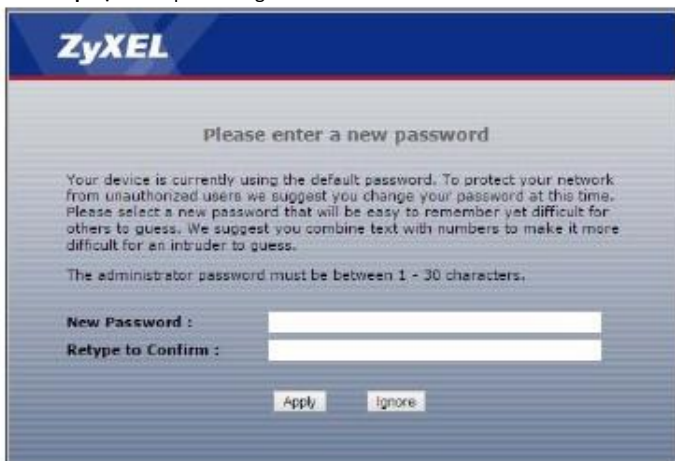 ZyXEL
Please enter a new password
Your device is currently using the default password. To protect your network
from unauthorized users we suggest you change your password at this time.
Please select a new password that will be easy to remember yet difficult for
others to guess. We suggest you combine text with numbers to make it more
difficult for an intruder to guess.
The administrator password must be between 1 - 30 characters.
New Password :
Retype to Confirm :
Apply Ignore